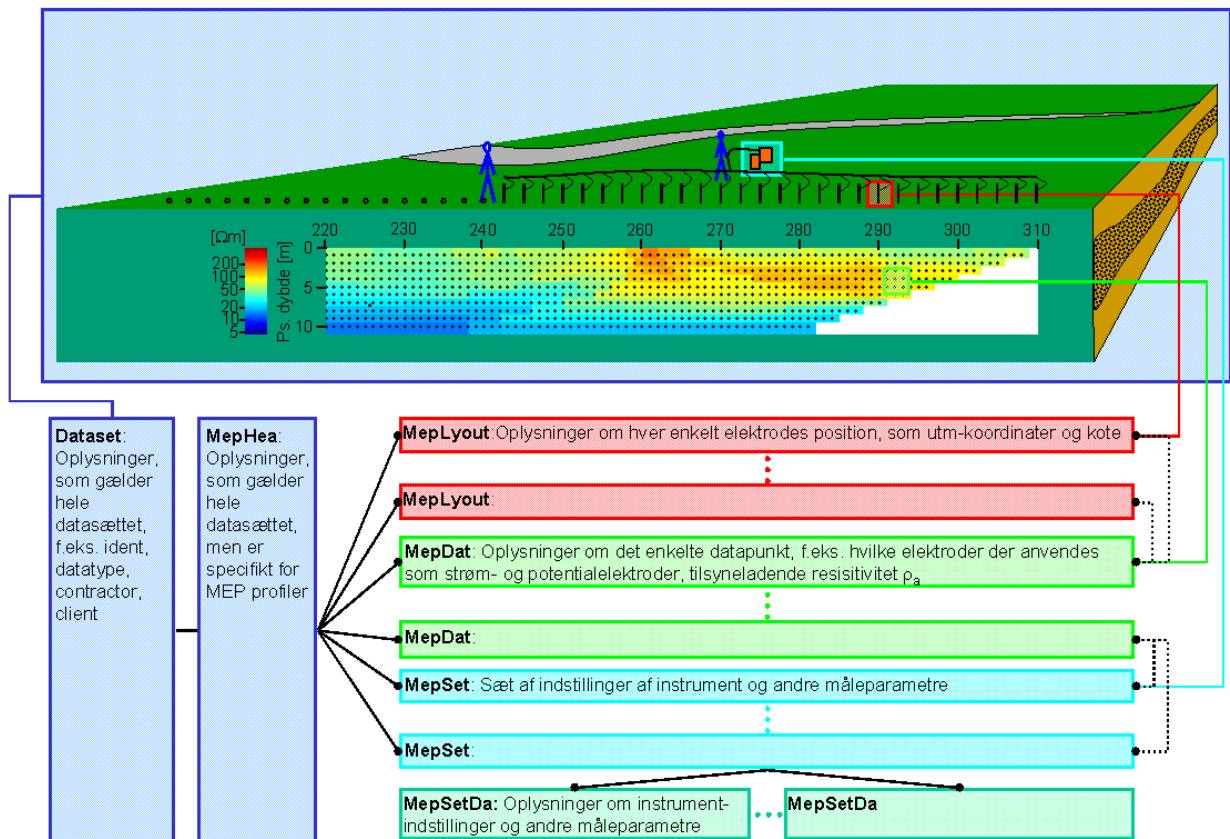 [Ωm]
200
100
50
20
10
5
Ps. dybde [m]
0
5
10
220 230 240 250 260 270 280 290 300 310
Dataset:
Oplysninger,
som gælder
hele
datasættet,
f.eks. ident,
datatype,
contractor,
client
MepHea:
Oplysninger,
som gælder
hele
datasættet,
men er
specifikt for
MEP profiler
MepLyout:Oplysninger om hver enkelt elektrodes position, som utm-koordinater og kote
MepLyout:
MepDat: Oplysninger om det enkelte datapunkt, f.eks. hvilke elektroder der anvendes
som strøm- og potentialelektroder, tilsyneladende resisitivitet ρa
MepDat:
MepSet: Sæt af indstillinger af instrument og andre måleparametre
MepSet:
MepSetDa: Oplysninger om instrument-
indstillinger og andre måleparametre
MepSetDa